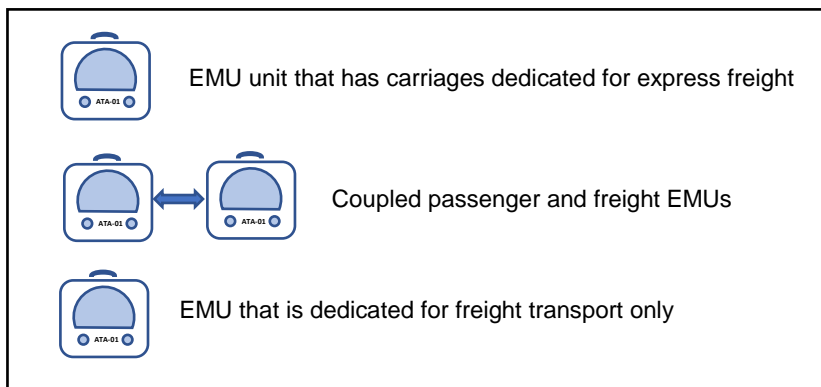 ATA-01
EMU unit that has carriages dedicated for express freight
ATA-01 ATA-01
Coupled passenger and freight EMUs
ATA-01
EMU that is dedicated for freight transport only